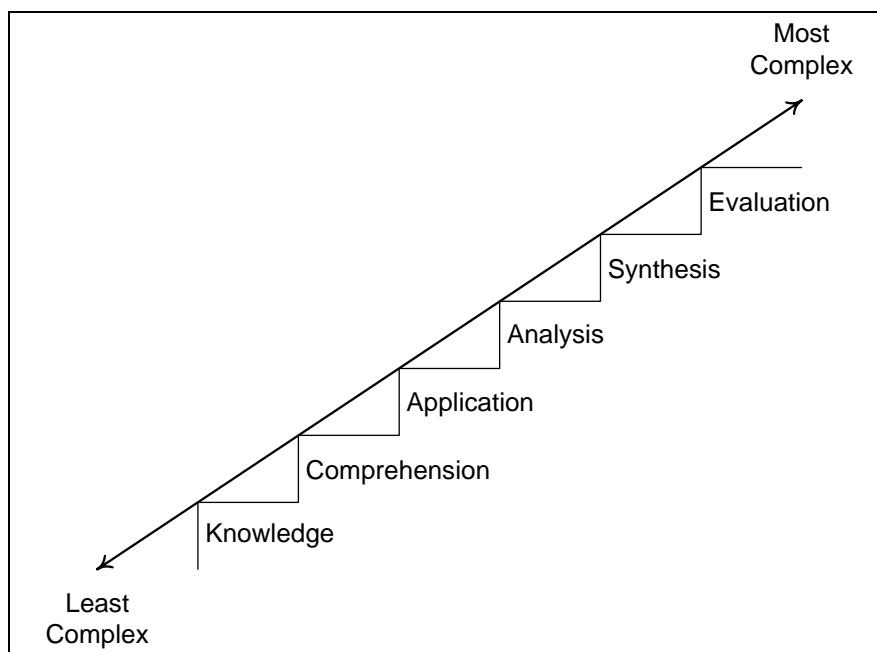 Most
Complex
Evaluation
Synthesis
Analysis
Application
Comprehension
Knowledge
Least
Complex